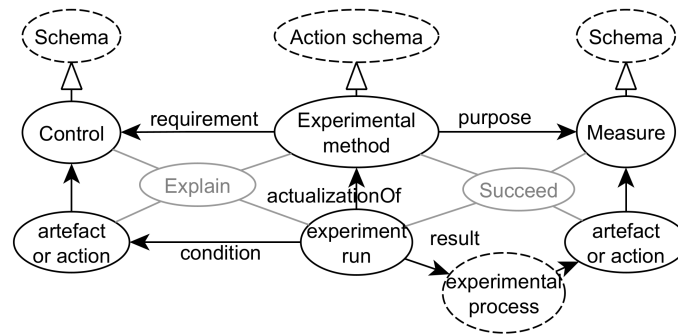 Schema
Action schema
Schema
requirement
purpose
Control
Experimental
method
Measure
Explain
Succeed
actualizationOf
artefact
or action
condition
experiment
run
result
experimental
process
artefact
or action